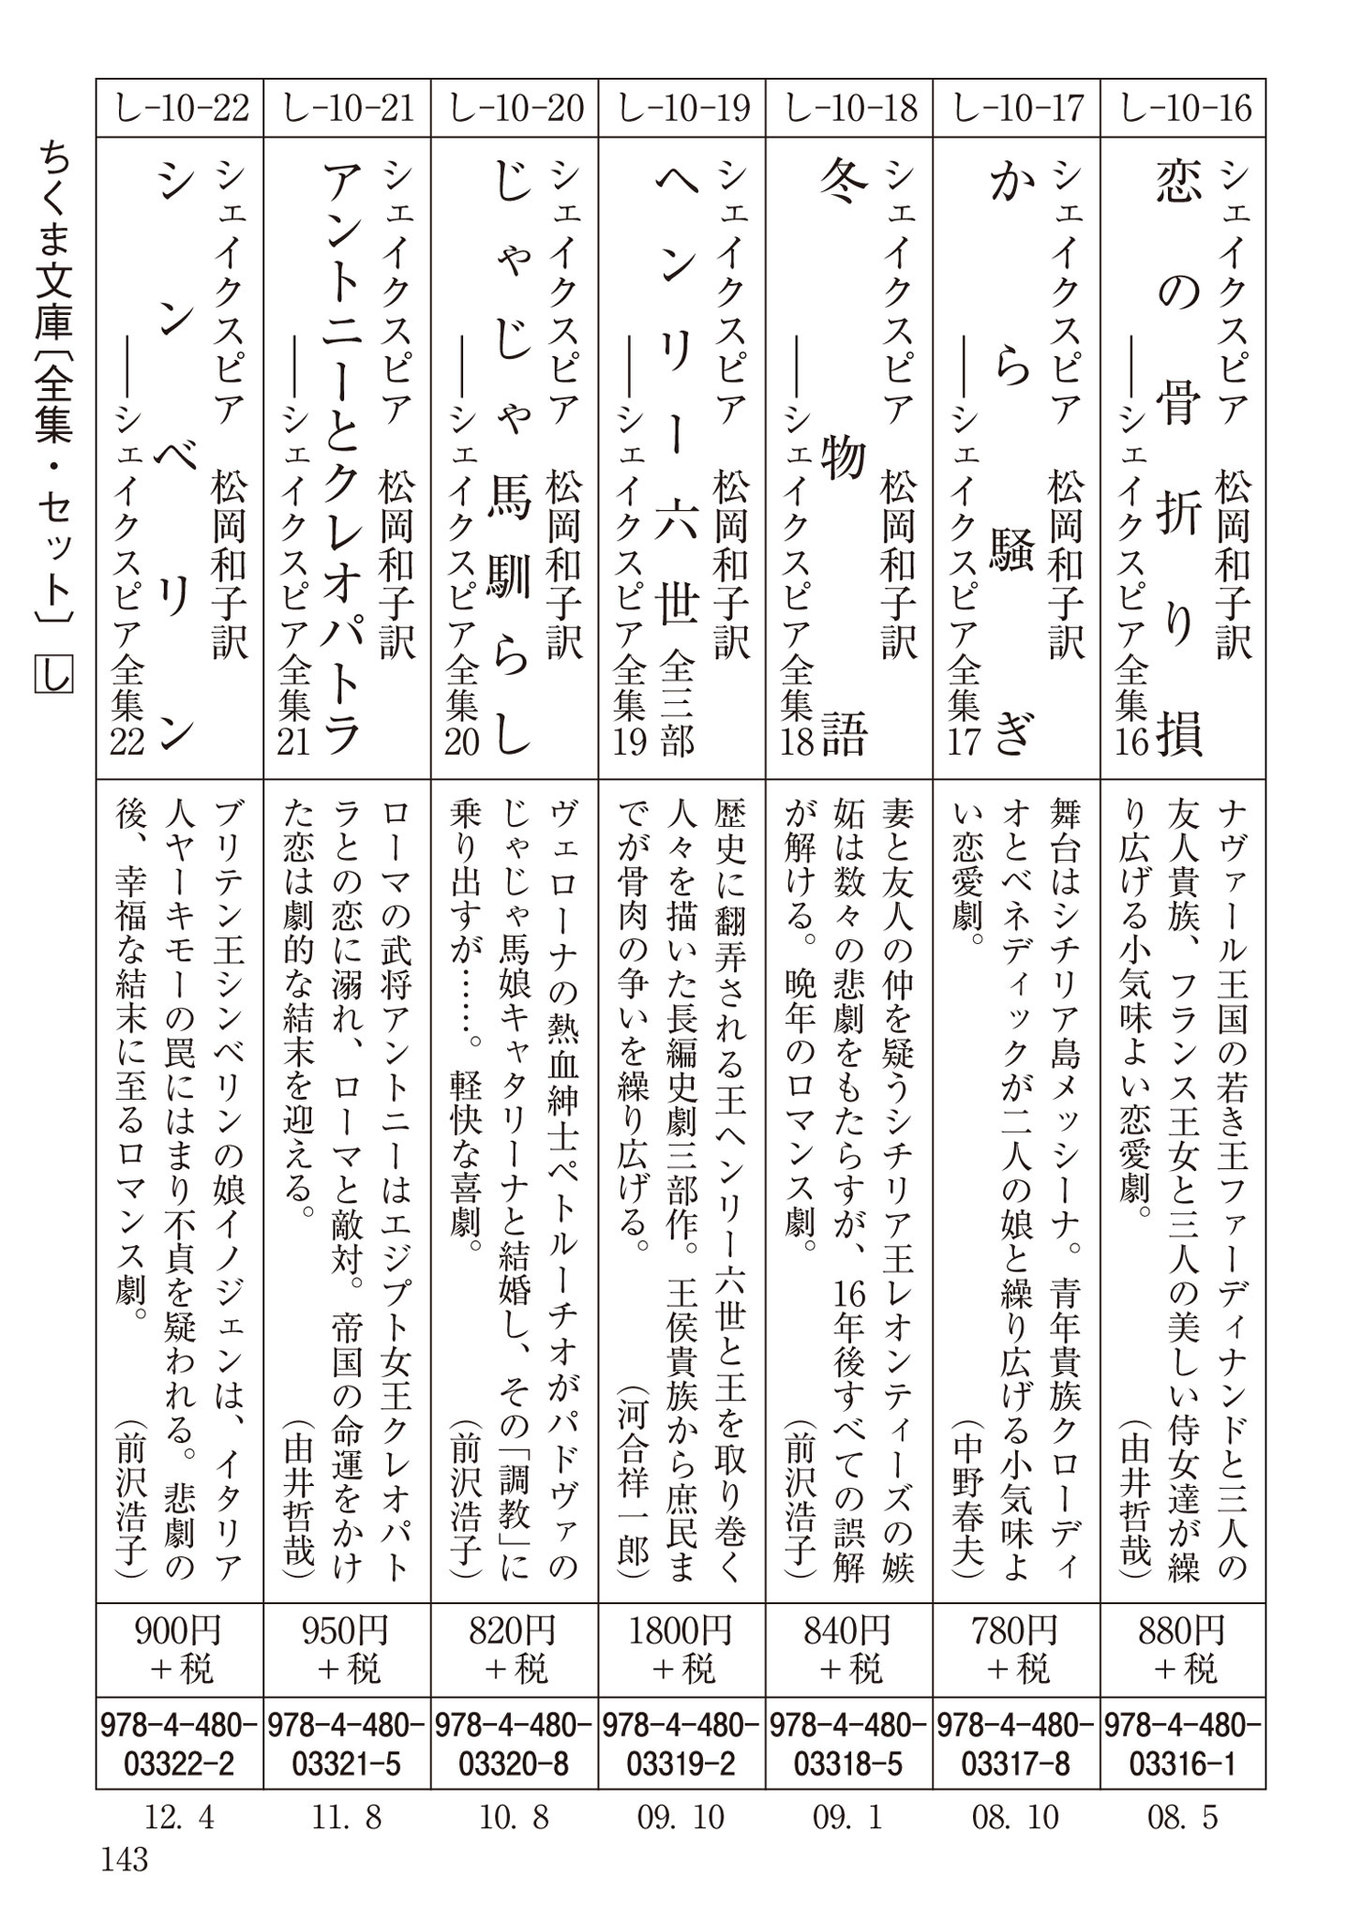 し-10-16
シェイクスピア 松岡和子訳
恋の骨折り損
――シェイクスピア全集16
ナヴァール王国の若き王ファーディナンドと三人の
友人貴族、フランス王女と三人の美しい侍女達が繰
り広げる小気味よい恋愛劇。 (由井哲哉)
880円
+税
978-4-480-
03316-1
08. 5
し-10-17
シェイクスピア 松岡和子訳
から騒ぎ
――シェイクスピア全集17
舞台はシチリア島メッシーナ。青年貴族クローディ
オとベネディックが二人の娘と繰り広げる小気味よ
い恋愛劇。 (中野春夫)
780円
+税
978-4-480-
03317-8
08. 10
し-10-18
シェイクスピア 松岡和子訳
冬物語
――シェイクスピア全集18
妻と友人の仲を疑うシチリア王レオンティーズの嫉
妬は数々の悲劇をもたらすが、16年後すべての誤解
が解ける。晩年のロマンス劇。 (前沢浩子)
840円
+税
978-4-480-
03318-5
09. 1
し-10-19
シェイクスピア 松岡和子訳
ヘンリー六世 全三部
――シェイクスピア全集19
歴史に翻弄される王ヘンリー六世と王を取り巻く
人々を描いた長編史劇三部作。王侯貴族から庶民ま
でが骨肉の争いを繰り広げる。 (河合祥一郎)
1800円
+税
978-4-480-
03319-2
09. 10
し-10-20
シェイクスピア 松岡和子訳
じゃじゃ馬馴らし
――シェイクスピア全集20
ヴェローナの熱血紳士ペトルーチオがパドヴァの
じゃじゃ馬娘キャタリーナと結婚し、その「調教」に
乗り出すが……。軽快な喜劇。 (前沢浩子)
820円
+税
978-4-480-
03320-8
10. 8
し-10-21
シェイクスピア 松岡和子訳
アントニーとクレオパトラ
――シェイクスピア全集21
ローマの武将アントニーはエジプト女王クレオパト
ラとの恋に溺れ、ローマと敵対。帝国の命運をかけ
た恋は劇的な結末を迎える。 (由井哲哉)
950円
+税
978-4-480-
03321-5
11. 8
し-10-22
シェイクスピア 松岡和子訳
シンベリン
――シェイクスピア全集22
ブリテン王シンベリンの娘イノジェンは、イタリア
人ヤーキモーの罠にはまり不貞を疑われる。悲劇の
後、幸福な結末に至るロマンス劇。 (前沢浩子)
900円
+税
978-4-480-
03322-2
12. 4
ちくま文庫〔全集・セット〕 し
143